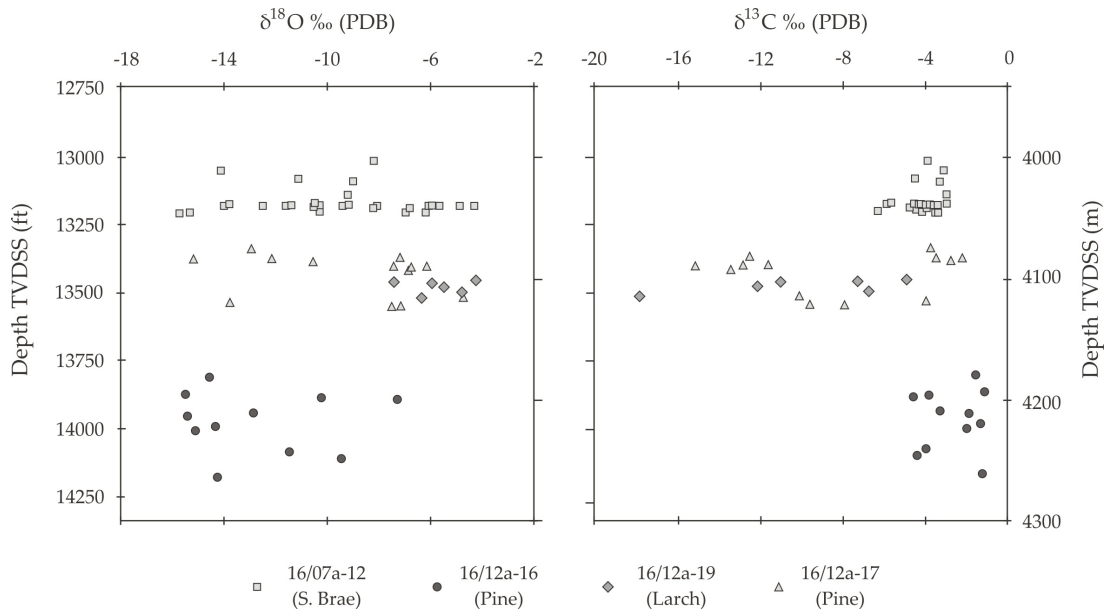 δ18O ‰ (PDB)
δ13C ‰ (PDB)
-18 -14 -10 -6 -2
-20 -16 -12 -8 -4 0
12750
13000
13250
13500
13750
14000
14250
Depth TVDSS (ft)
4000
4100
4200
4300
Depth TVDSS (m)
16/07a-12
(S. Brae)
16/12a-16
(Pine)
16/12a-19
(Larch)
16/12a-17
(Pine)